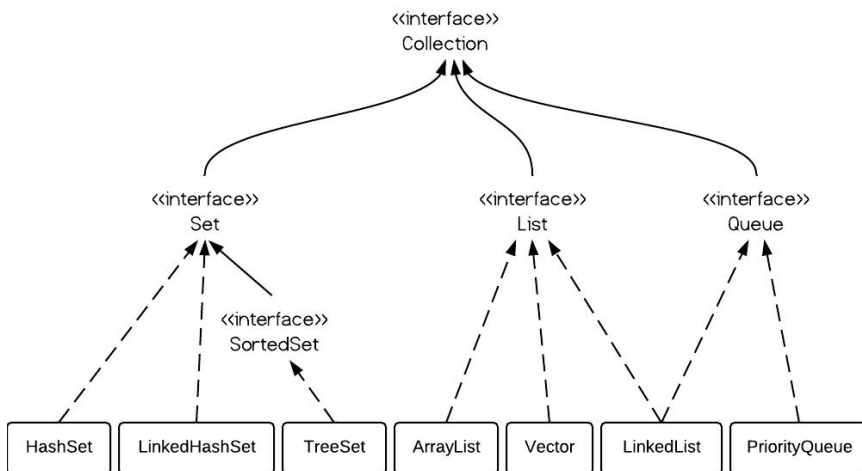 <<interface>>
Collection
<<interface>>
Set
<<interface>>
List
<<interface>>
Queue
<<interface>>
SortedSet
HashSet
LinkedHashSet
TreeSet
ArrayList
Vector
LinkedList
PriorityQueue